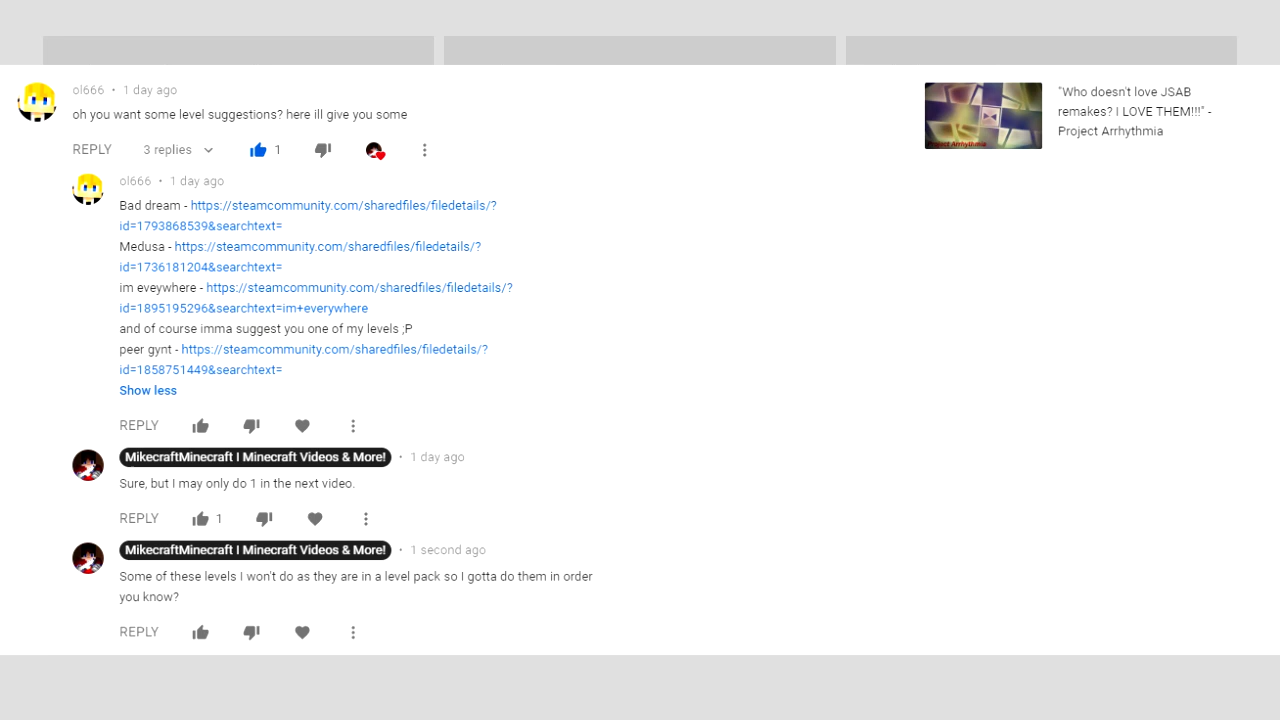 ol666 • 1 day ago
oh you want some level suggestions? here ill give you some
REPLY 3 replies 1
ol666 • 1 day ago
Bad dream - https://steamcommunity.com/sharedfiles/filedetails/?
id=1793868539&searchtext=
Medusa - https://steamcommunity.com/sharedfiles/filedetails/?
id=1736181204&searchtext=
im eveywhere - https://steamcommunity.com/sharedfiles/filedetails/?
id=1895195296&searchtext=im+everywhere
and of course imma suggest you one of my levels ;P
peer gynt - https://steamcommunity.com/sharedfiles/filedetails/?
id=1858751449&searchtext=
Show less
REPLY
MikecraftMinecraft | Minecraft Videos & More! • 1 day ago
Sure, but I may only do 1 in the next video.
REPLY 1
MikecraftMinecraft | Minecraft Videos & More! • 1 second ago
Some of these levels I won't do as they are in a level pack so I gotta do them in order
you know?
REPLY
Project Arrhythmia
"Who doesn't love JSAB
remakes? I LOVE THEM!!!" -
Project Arrhythmia